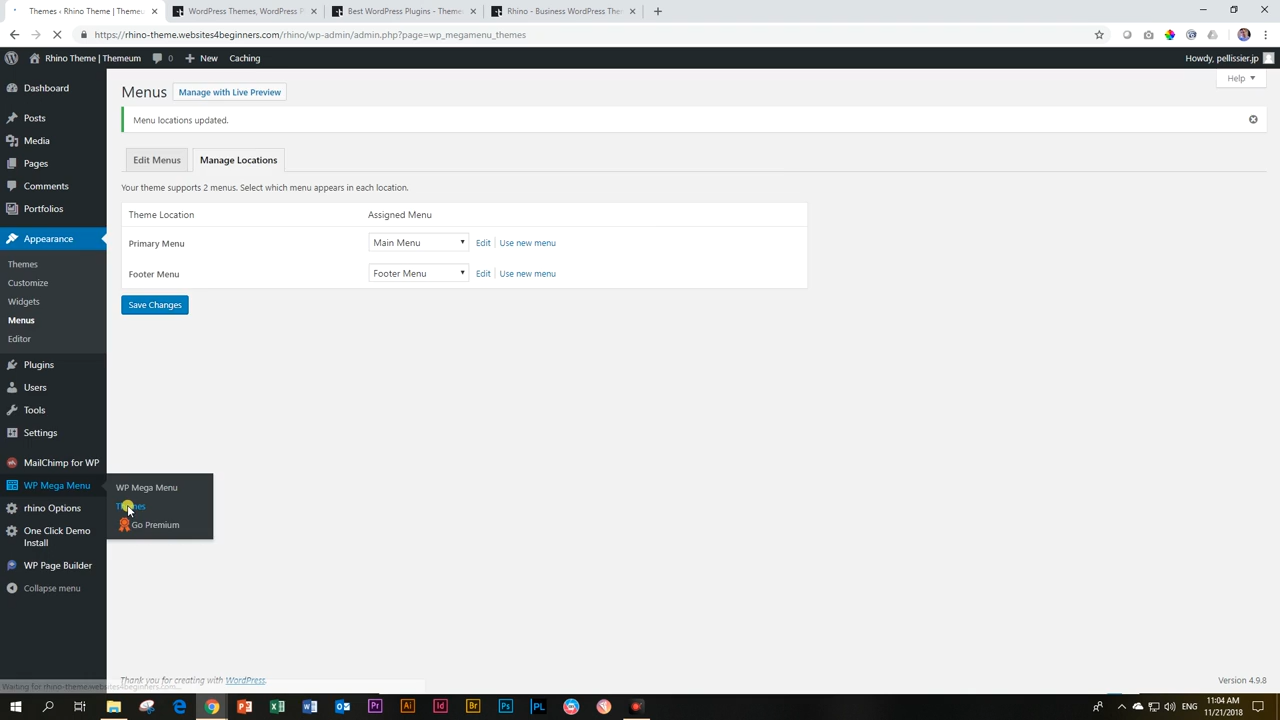 Themes ‹ Rhino Theme | Themeu
WordPress Themes, WordPress P
Best WordPress Plugins - Theme
Rhino - Business WordPress The
https://rhino-theme.websites4beginners.com/rhino/wp-admin/admin.php?page=wp_megamenu_themes
Rhino Theme | Themeum
0
New
Caching
Howdy, pellissier.jp
Dashboard
Posts
Media
Pages
Comments
Portfolios
Appearance
Themes
Customize
Widgets
Menus
Editor
Plugins
Users
Tools
Settings
MailChimp for WP
WP Mega Menu
rhino Options
One Click Demo
Install
WP Page Builder
Collapse menu
WP Mega Menu
Themes
Go Premium
Menus
Manage with Live Preview
Help
Menu locations updated.
Edit Menus
Manage Locations
Your theme supports 2 menus. Select which menu appears in each location.
Theme Location Assigned Menu
Primary Menu Main Menu Edit | Use new menu
Footer Menu Footer Menu Edit | Use new menu
Save Changes
Thank you for creating with WordPress.
Version 4.9.8
Waiting for rhino-theme.websites4beginners.com...
11:04 AM
11/21/2018